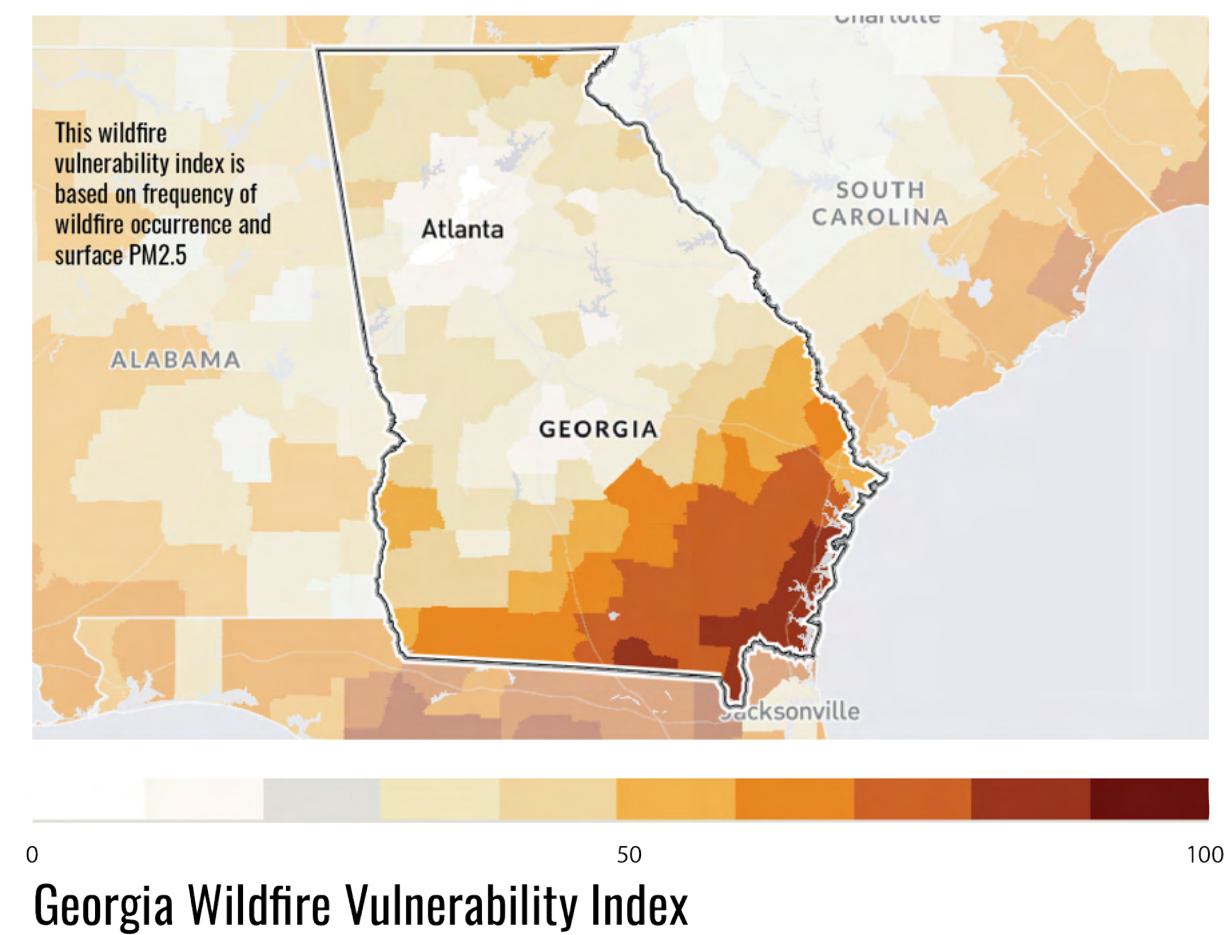 Charlotte
This wildfire
vulnerability index is
based on frequency of
wildfire occurrence and
surface PM2.5
SOUTH
CAROLINA
Atlanta
ALABAMA
GEORGIA
Jacksonville
0 50 100
Georgia Wildfire Vulnerability Index